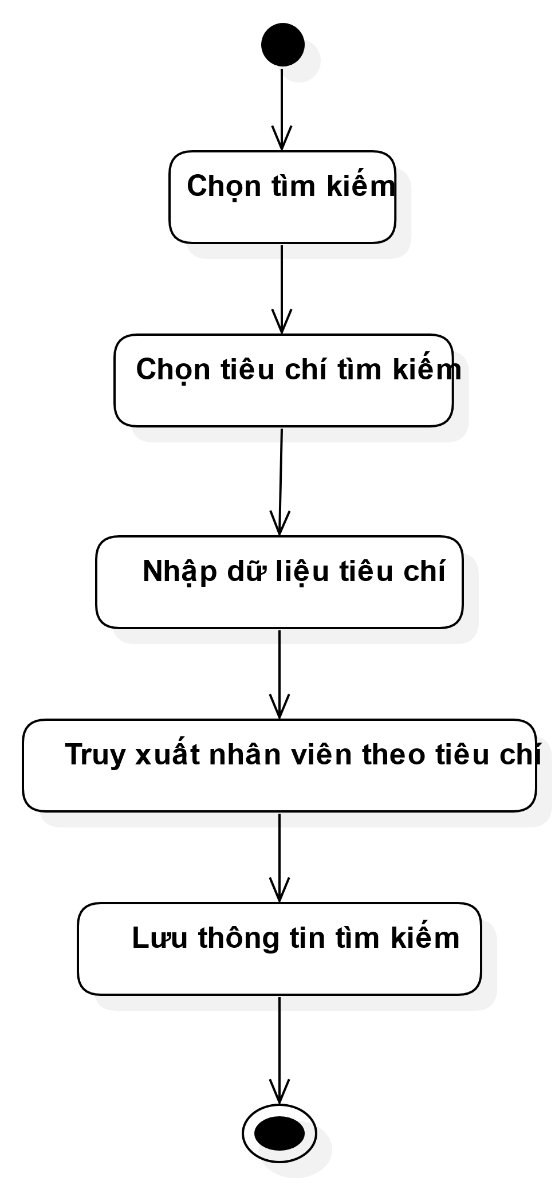 Chọn tìm kiếm
Chọn tiêu chí tìm kiếm
Nhập dữ liệu tiêu chí
Truy xuất nhân viên theo tiêu chí
Lưu thông tin tìm kiếm